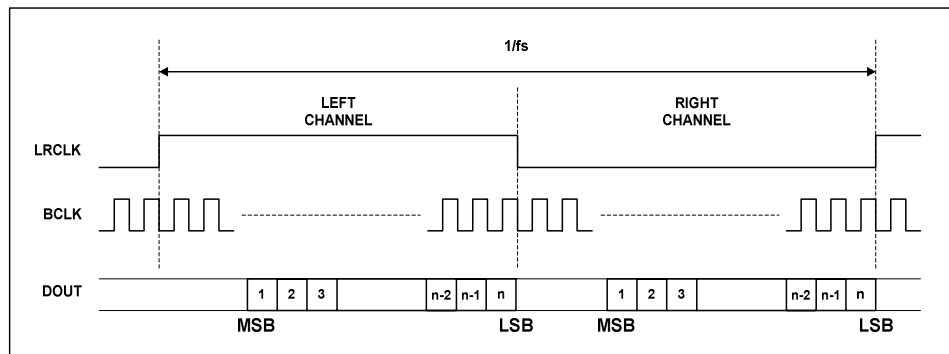 1/fs
LEFT
CHANNEL
RIGHT
CHANNEL
LRCLK
BCLK
DOUT
1 2 3 n-2 n-1 n 1 2 3 n-2 n-1 n
MSB LSB MSB LSB